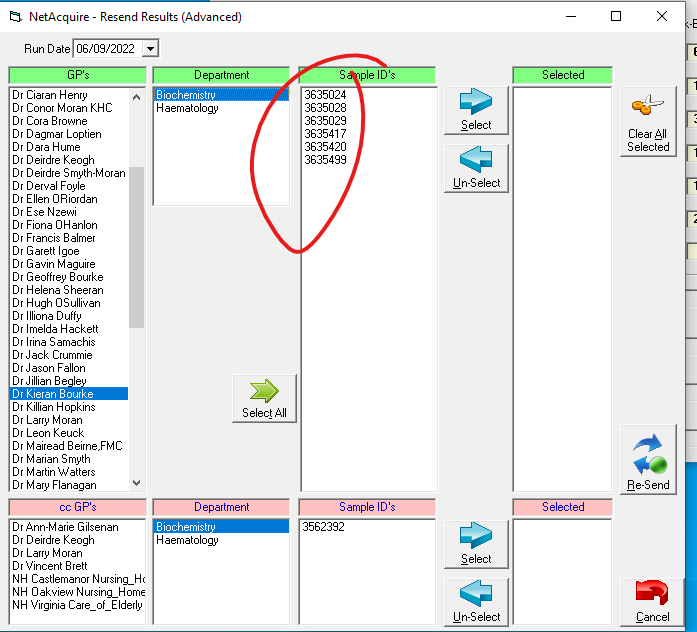 NetAcquire - Resend Results (Advanced)
Run Date 06/09/2022
GP's
Dr Ciaran Henry
Dr Conor Moran KHC
Dr Cora Browne
Dr Dagmar Loptien
Dr Dara Hume
Dr Deirdre Keogh
Dr Deirdre Smyth-Moran
Dr Derval Foyle
Dr Ellen ORiordan
Dr Ese Nzewi
Dr Fiona OHanlon
Dr Francis Balmer
Dr Garett Igoe
Dr Gavin Maguire
Dr Geoffrey Bourke
Dr Helena Sheeran
Dr Hugh OSullivan
Dr Illiona Duffy
Dr Imelda Hackett
Dr Irina Samachis
Dr Jack Crummie
Dr Jason Fallon
Dr Jillian Begley
Dr Kieran Bourke
Dr Killian Hopkins
Dr Larry Moran
Dr Leon Keuck
Dr Mairead Beirne,FMC
Dr Marian Smyth
Dr Martin Watters
Dr Mary Flanagan
Department
Biochemistry
Haematology
Select All
Sample ID's
3635024
3635028
3635029
3635417
3635420
3635499
Select
Un-Select
Selected
Clear All
Selected
Re-Send
cc GP's
Dr Ann-Marie Gilsenan
Dr Deirdre Keogh
Dr Larry Moran
Dr Vincent Brett
NH Castlemanor Nursing_Ho
NH Oakview Nursing_Home
NH Virginia Care_of_Elderly
Department
Biochemistry
Haematology
Sample ID's
3562392
Select
Un-Select
Selected
Cancel